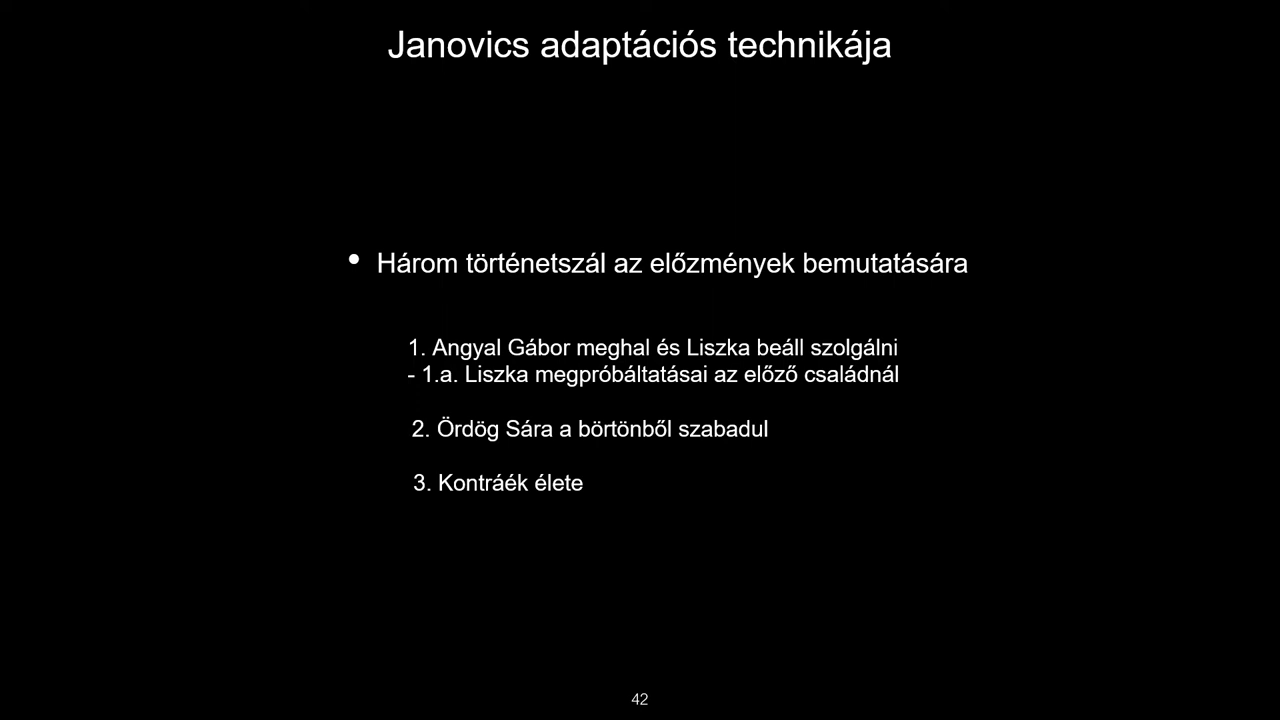 Janovics adaptációs technikája
• Három történetszál az előzmények bemutatására
1. Angyal Gábor meghal és Liszka beáll szolgálni
- 1.a. Liszka megpróbáltatásai az előző családnál
2. Ördög Sára a börtönből szabadul
3. Kontráék élete
42